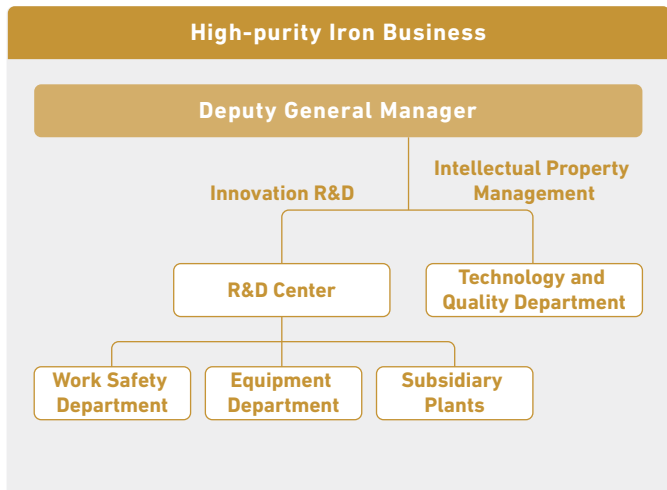 High-purity Iron Business
Deputy General Manager
Innovation R&D
Intellectual Property
Management
R&D Center
Technology and
Quality Department
Work Safety
Department
Equipment
Department
Subsidiary
Plants